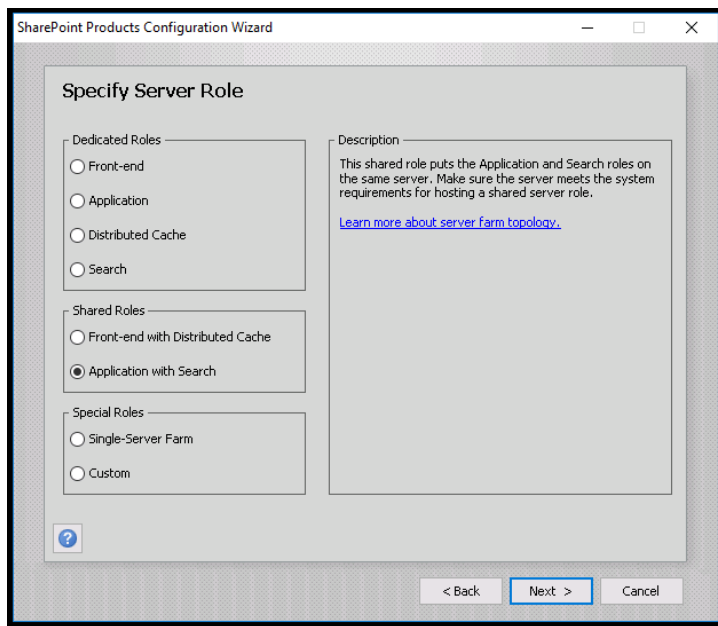 SharePoint Products Configuration Wizard
Specify Server Role
Dedicated Roles
Front-end
Application
Distributed Cache
Search
Shared Roles
Front-end with Distributed Cache
Application with Search
Special Roles
Single-Server Farm
Custom
Description
This shared role puts the Application and Search roles on
the same server. Make sure the server meets the system
requirements for hosting a shared server role.
Learn more about server farm topology.
?
< Back
Next >
Cancel